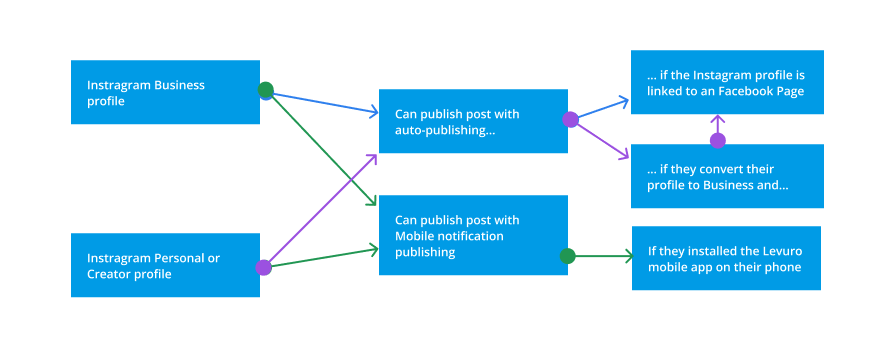 Instragram Business
profile
Instragram Personal or
Creator profile
Can publish post with
auto-publishing...
Can publish post with
Mobile notification
publishing
... if the Instagram profile is
linked to an Facebook Page
... if they convert their
profile to Business and...
If they installed the Levuro
mobile app on their phone